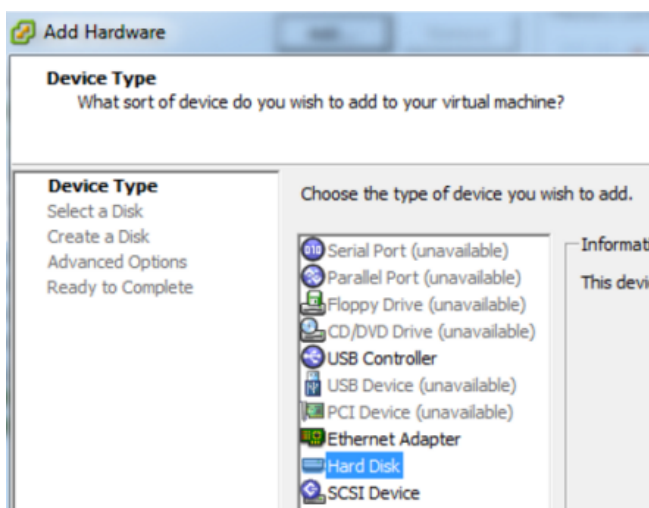 Add Hardware
Device Type
What sort of device do you wish to add to your virtual machine?
Device Type
Select a Disk
Create a Disk
Advanced Options
Ready to Complete
Choose the type of device you wish to add.
Serial Port (unavailable)
Parallel Port (unavailable)
Floppy Drive (unavailable)
CD/DVD Drive (unavailable)
USB Controller
USB Device (unavailable)
PCI Device (unavailable)
Ethernet Adapter
Hard Disk
SCSI Device
Informati
This devi